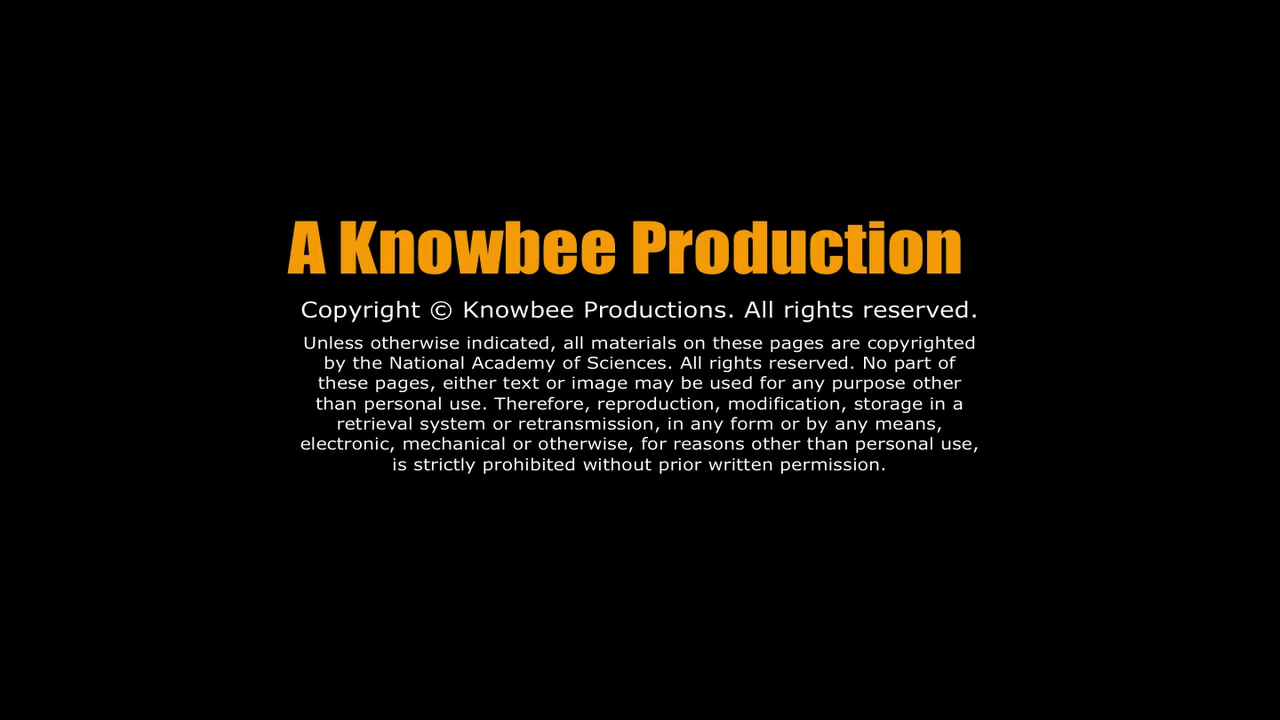 A Knowbee Production
Copyright © Knowbee Productions. All rights reserved.
Unless otherwise indicated, all materials on these pages are copyrighted
by the National Academy of Sciences. All rights reserved. No part of
these pages, either text or image may be used for any purpose other
than personal use. Therefore, reproduction, modification, storage in a
retrieval system or retransmission, in any form or by any means,
electronic, mechanical or otherwise, for reasons other than personal use,
is strictly prohibited without prior written permission.